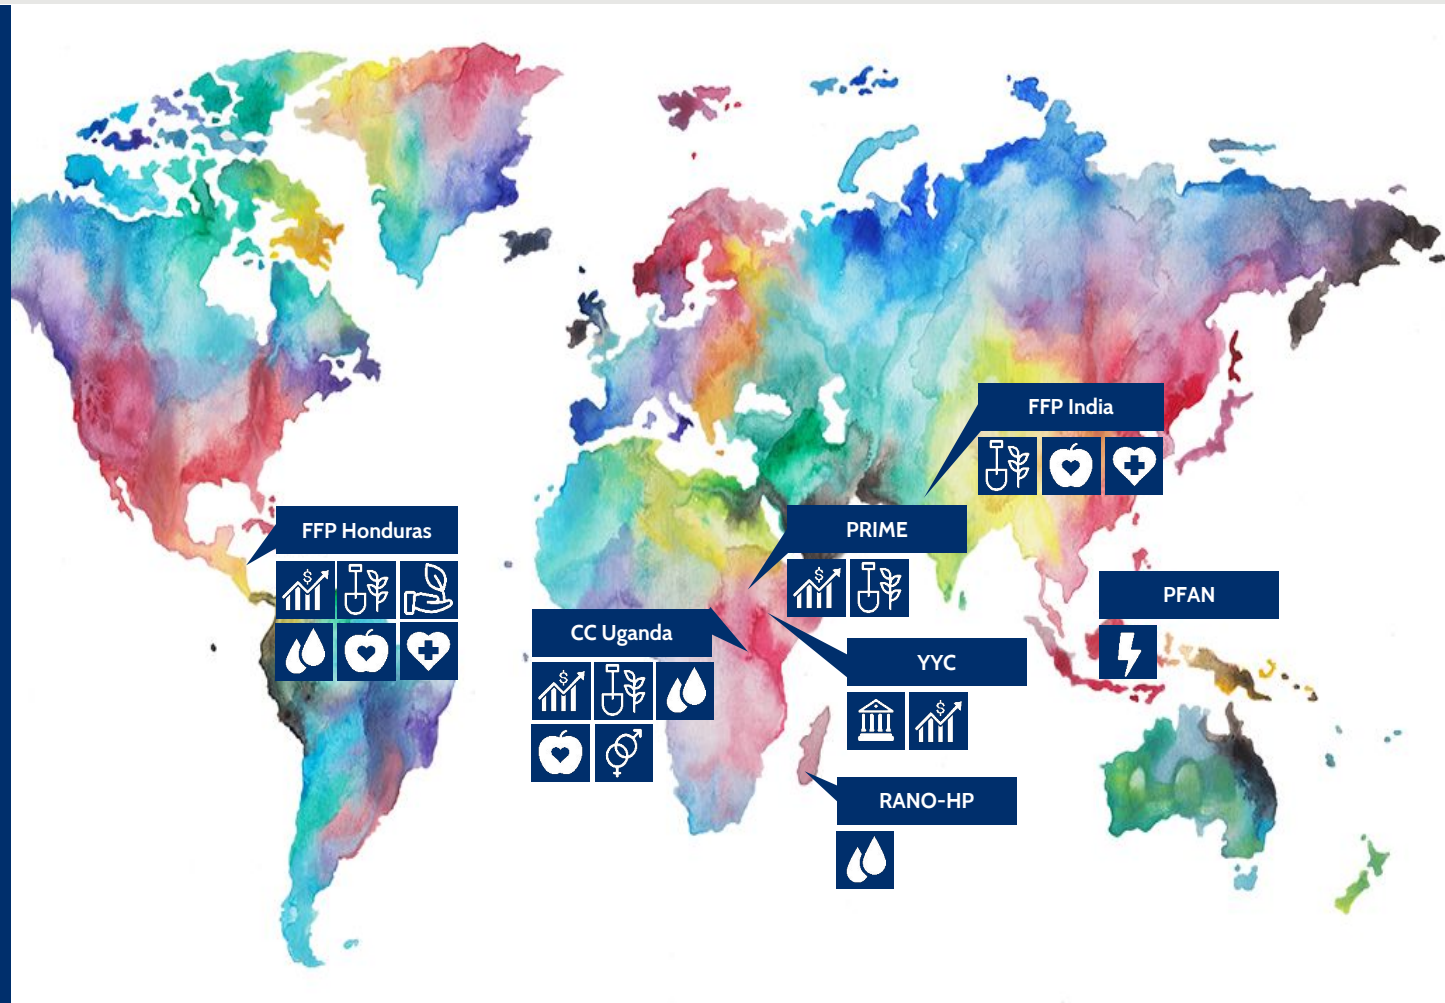 FFP India
FFP Honduras
PRIME
PFAN
CC Uganda
YYC
RANO-HP